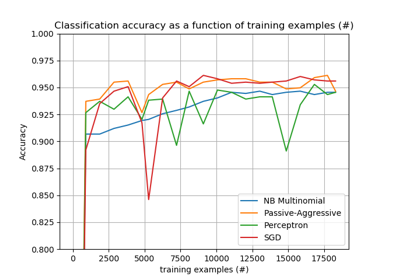 Classification accuracy as a function of training examples (#)
1.000
0.975
0.950
0.925
0.900
0.875
0.850
0.825
0.800
Accuracy
NB Multinomial
Passive-Aggressive
Perceptron
SGD
0 2500 5000 7500 10000 12500 15000 17500
training examples (#)